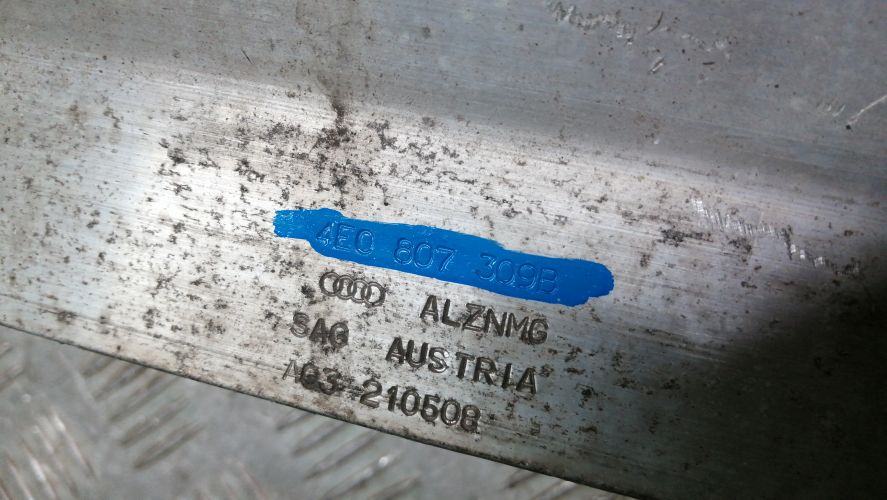 4E0 807 309B
ALZNMG
SAG AUSTRIA
A03-210508